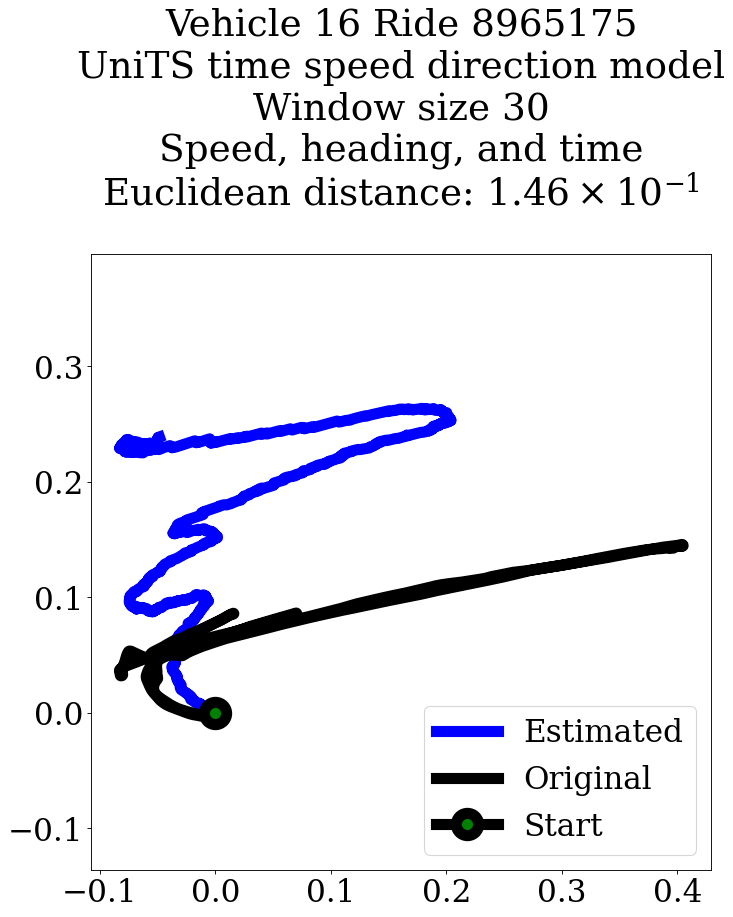 Vehicle 16 Ride 8965175
UniTS time speed direction model
Window size 30
Speed, heading, and time
Euclidean distance: 1.46 × 10⁻¹
0.3
0.2
0.1
0.0
−0.1
Estimated
Original
Start
−0.1 0.0 0.1 0.2 0.3 0.4